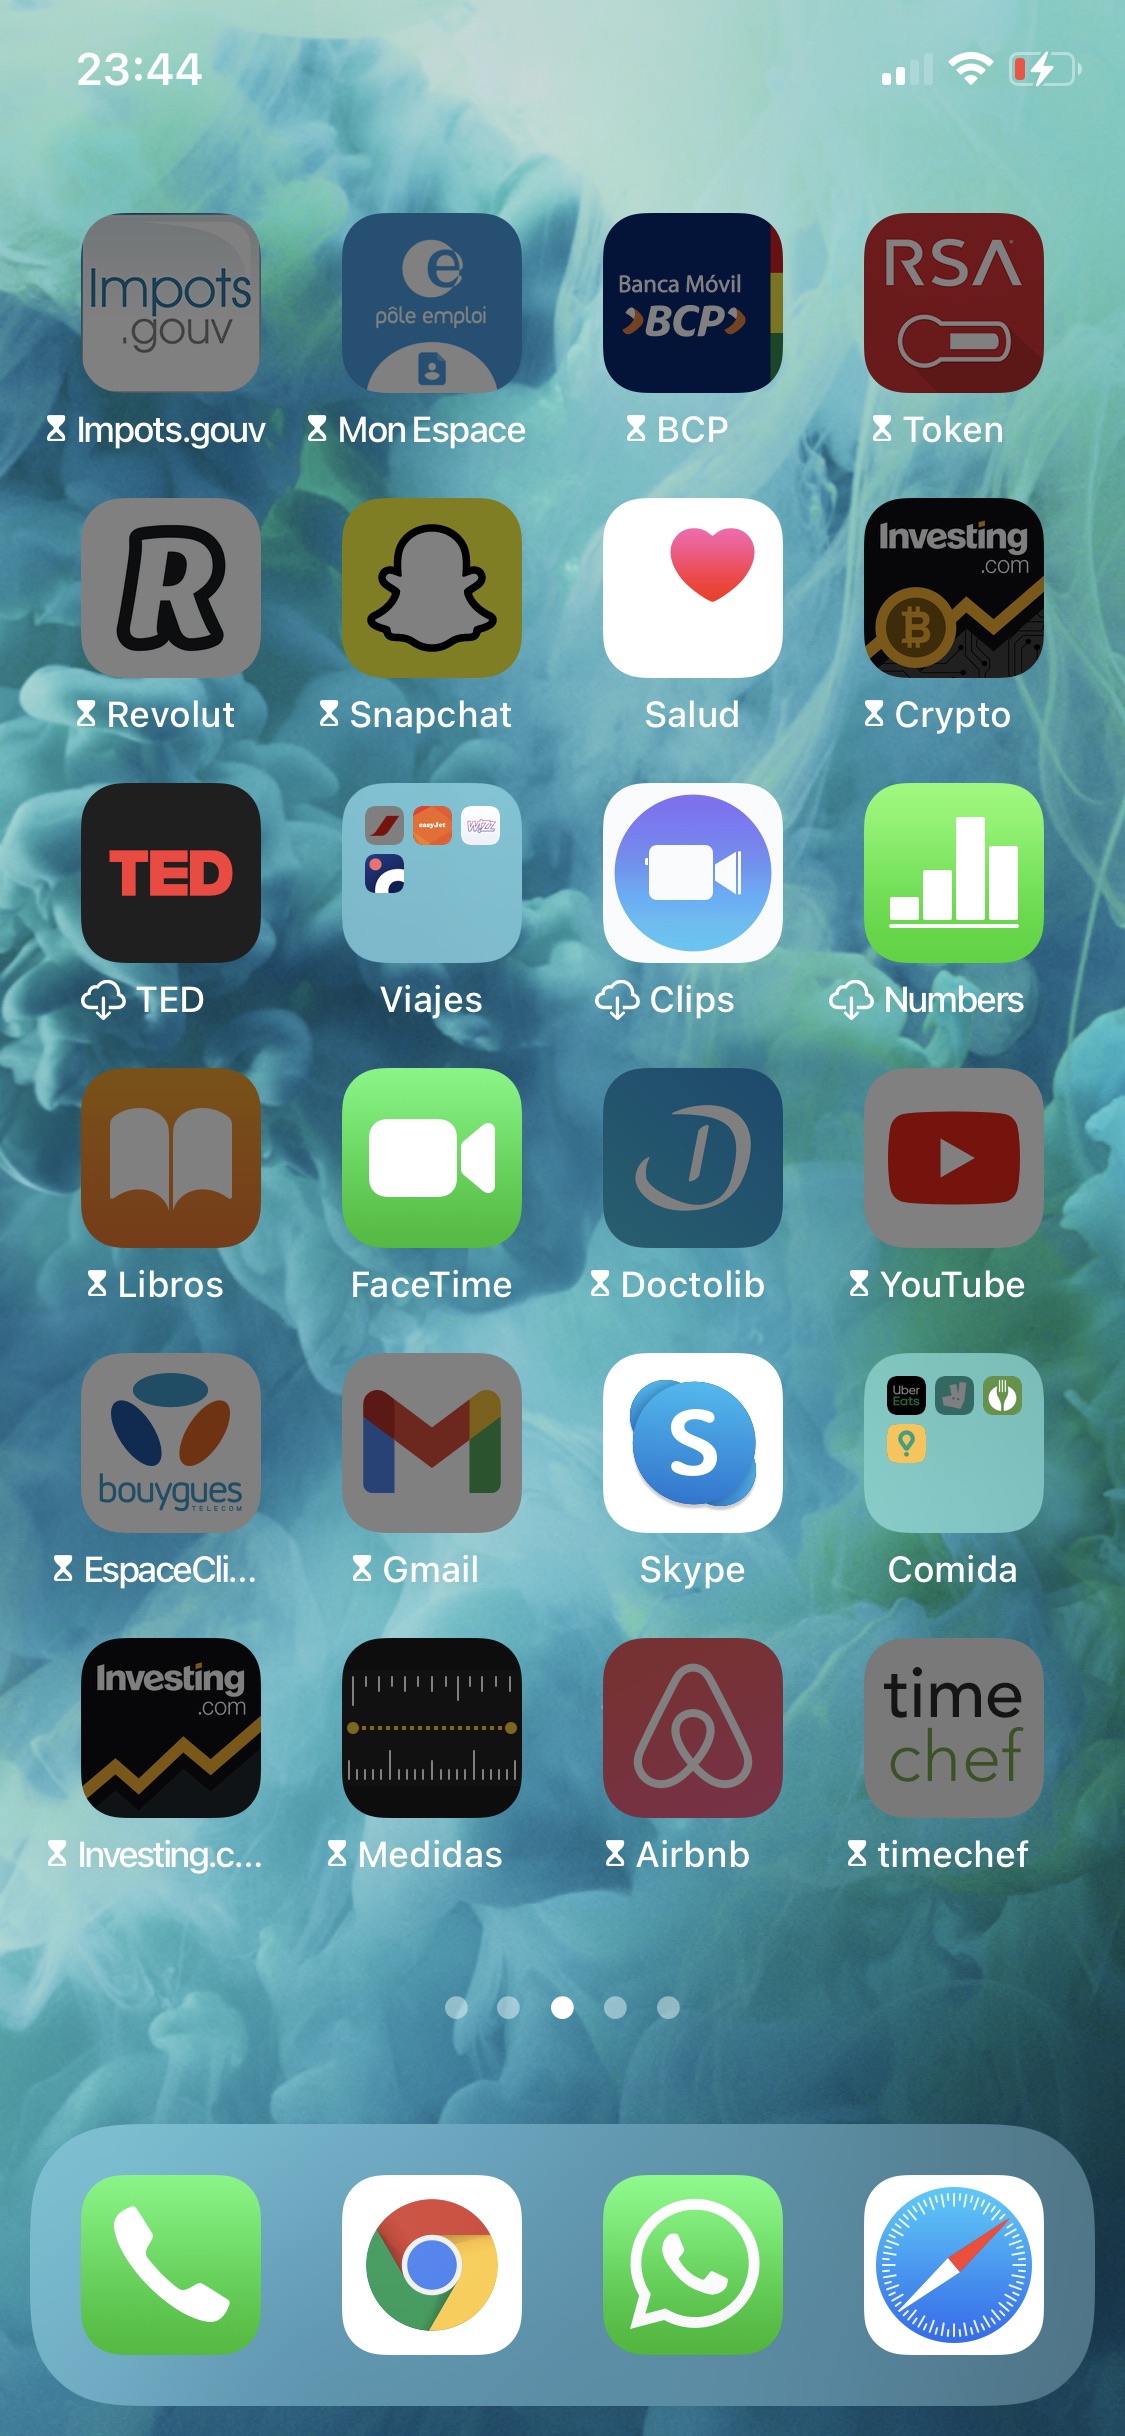 23:44
Impots
.gouv
pôle emploi
Banca Móvil
BCP
RSA
Impots.gouv
Mon Espace
BCP
Token
R
Investing
.com
Revolut
Snapchat
Salud
Crypto
TED
easyJet
WIZZ
TED
Viajes
Clips
Numbers
Libros
FaceTime
Doctolib
YouTube
bouygues
TELECOM
S
Uber
Eats
EspaceCli...
Gmail
Skype
Comida
Investing
.com
time
chef
Investing.c...
Medidas
Airbnb
timechef